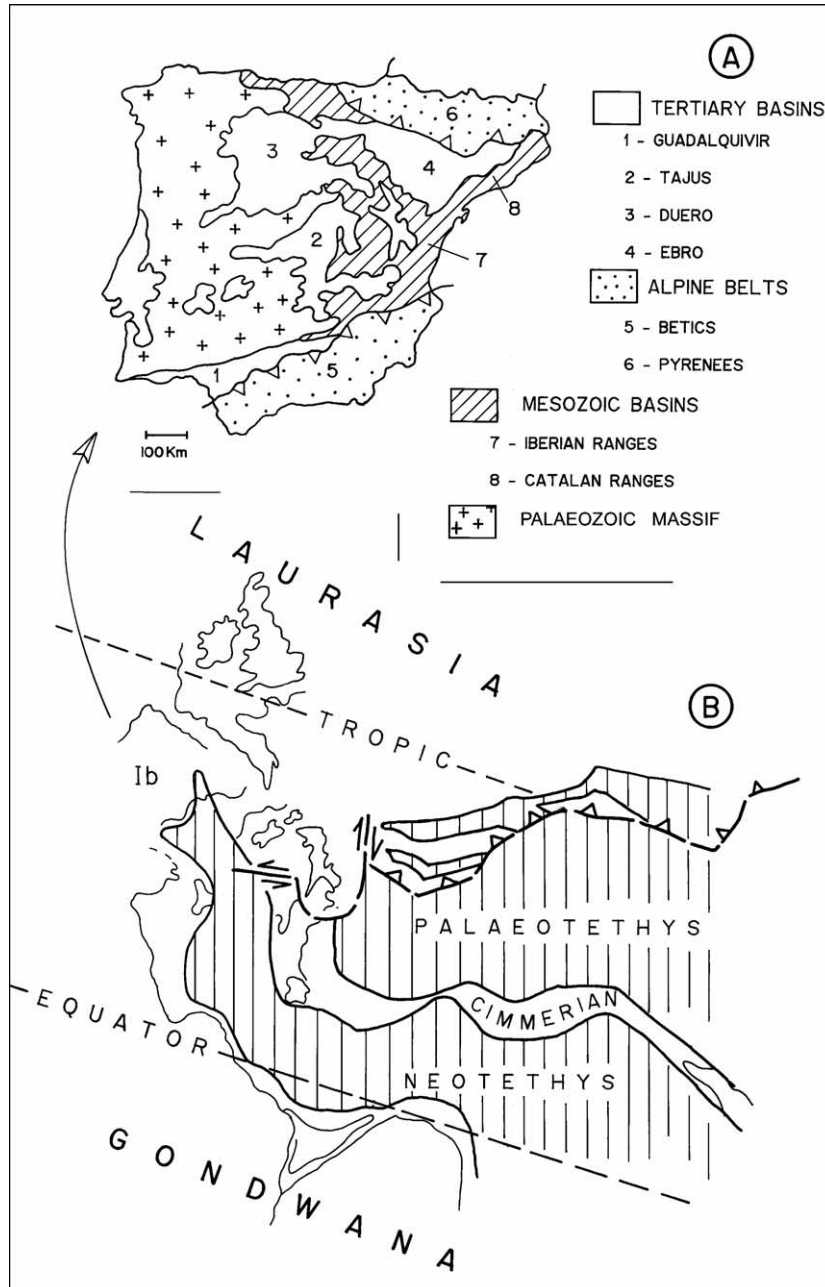 A
TERTIARY BASINS
1 - GUADALQUIVIR
2 - TAJUS
3 - DUERO
4 - EBRO
ALPINE BELTS
5 - BETICS
6 - PYRENEES
MESOZOIC BASINS
7 - IBERIAN RANGES
8 - CATALAN RANGES
PALAEOZOIC MASSIF
6
3
4
8
2
7
1
5
100Km
LAURASIA
B
TROPIC
Ib
PALAEOTETHYS
CIMMERIAN
EQUATOR
NEOTETHYS
GONDWANA